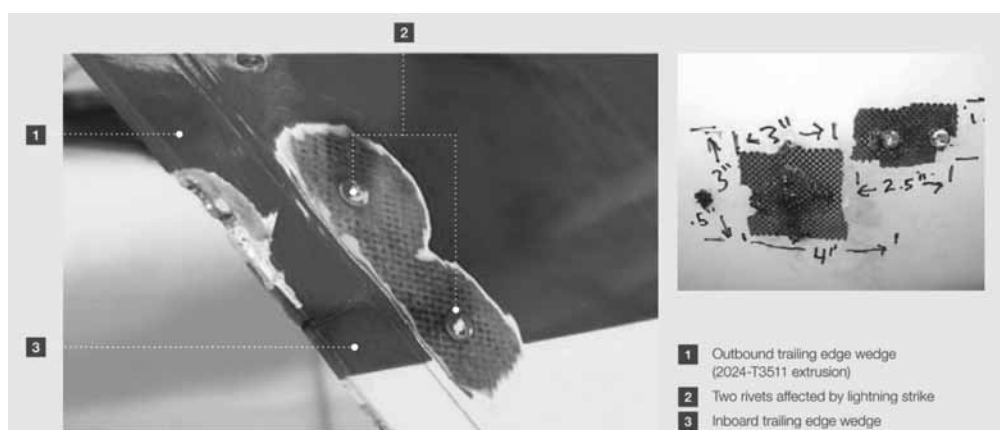 2
1
3
3"
3"
.5"
4"
2.5"
1
Outbound trailing edge wedge
(2024-T3511 extrusion)
2
Two rivets affected by lightning strike
3
Inboard trailing edge wedge